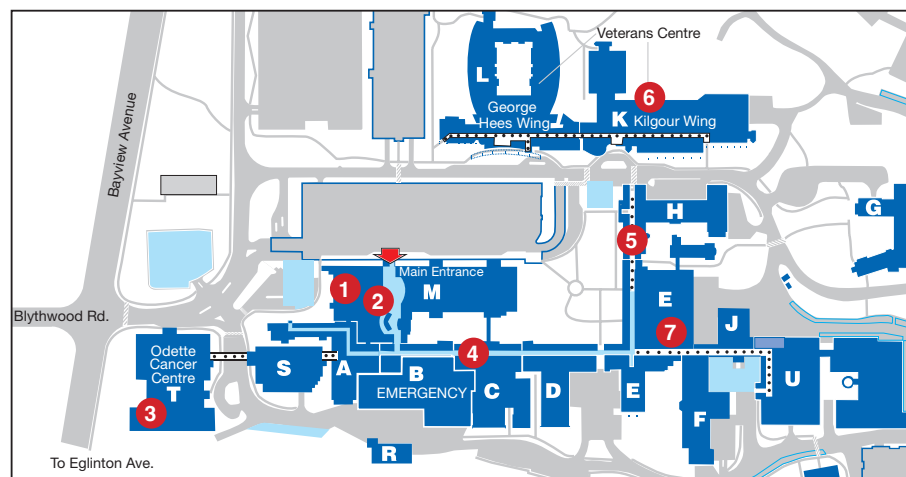 Veterans Centre
Bayview Avenue
L
6
George
Hees Wing
K Kilgour Wing
H
G
5
Main Entrance
1
2
M
E
Blythwood Rd.
7
J
4
Odette
Cancer
Centre
T
S
A
B
EMERGENCY
C
D
E
U
I
3
F
R
To Eglinton Ave.